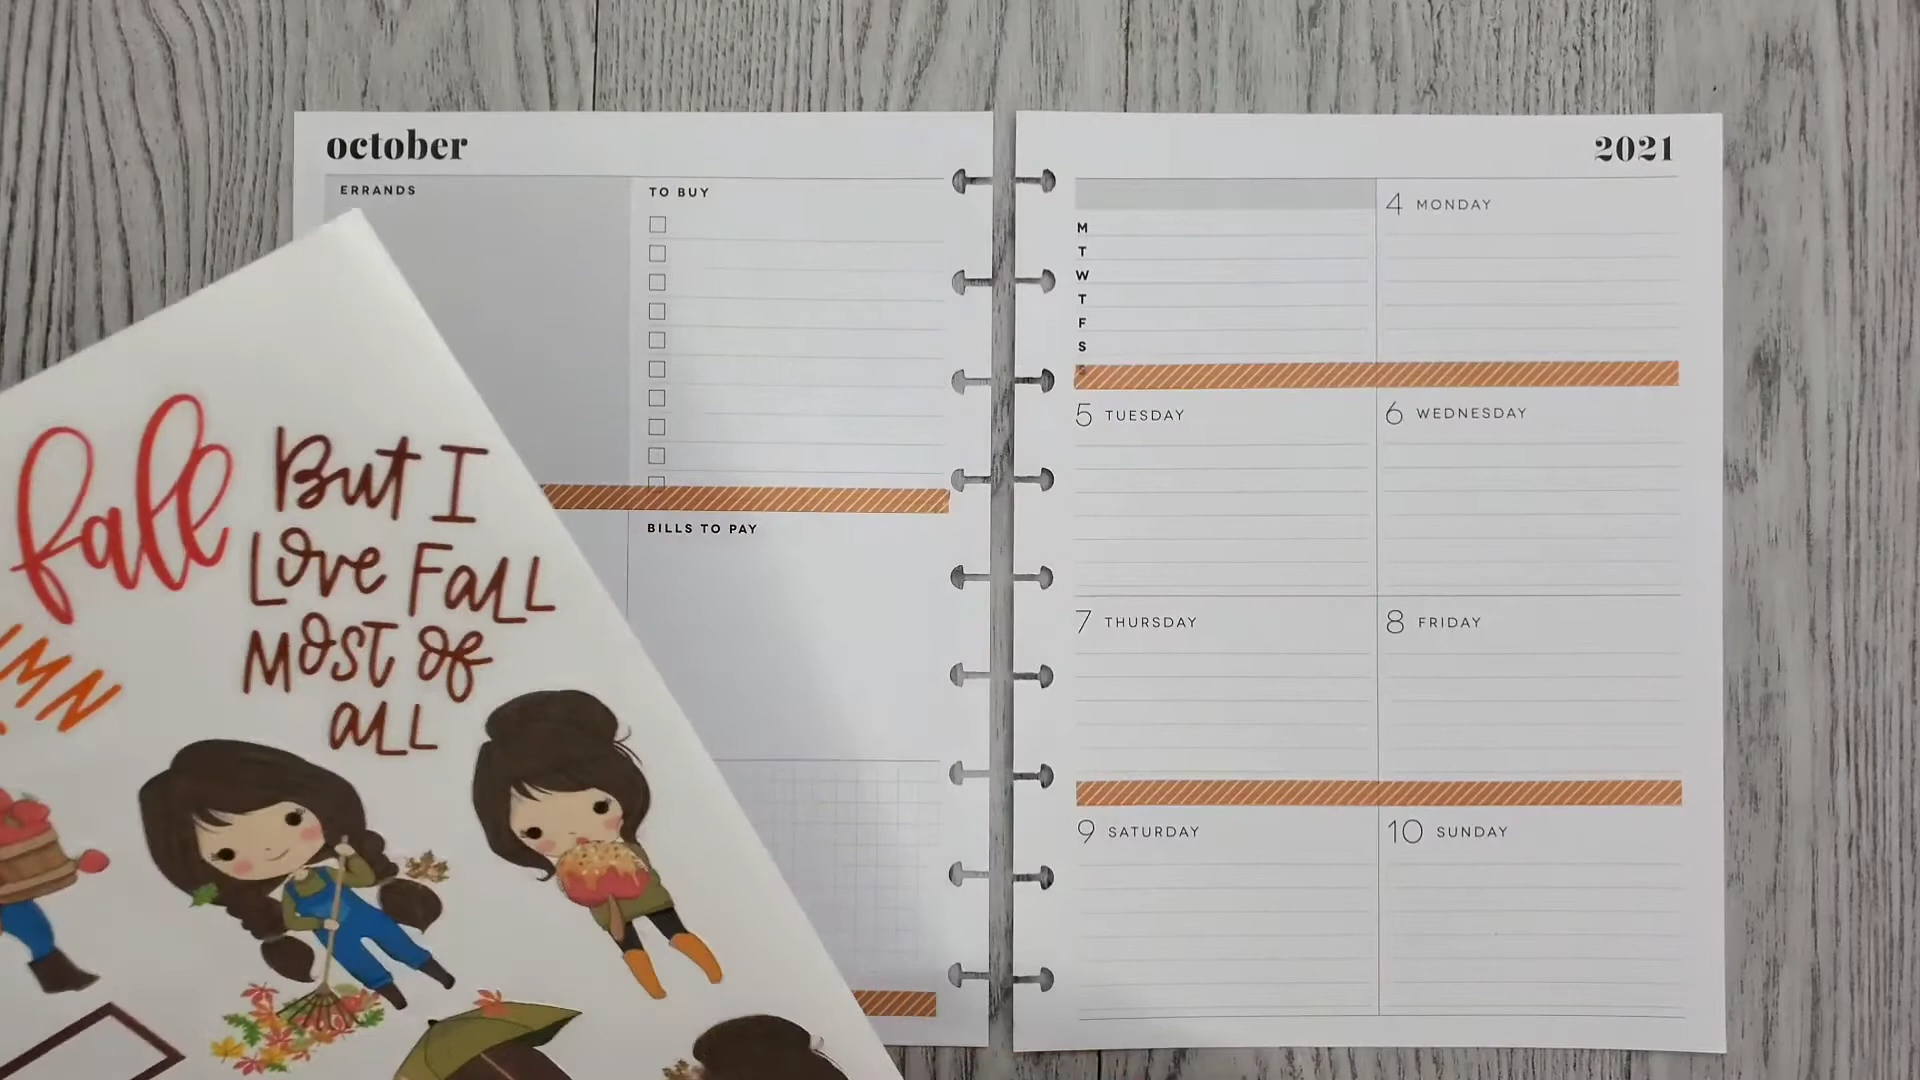 october
ERRANDS
TO BUY
BILLS TO PAY
2021
M
T
W
T
F
S
S
4 MONDAY
5 TUESDAY
6 WEDNESDAY
7 THURSDAY
8 FRIDAY
9 SATURDAY
10 SUNDAY
fall
But I
Love Fall
Most of
All